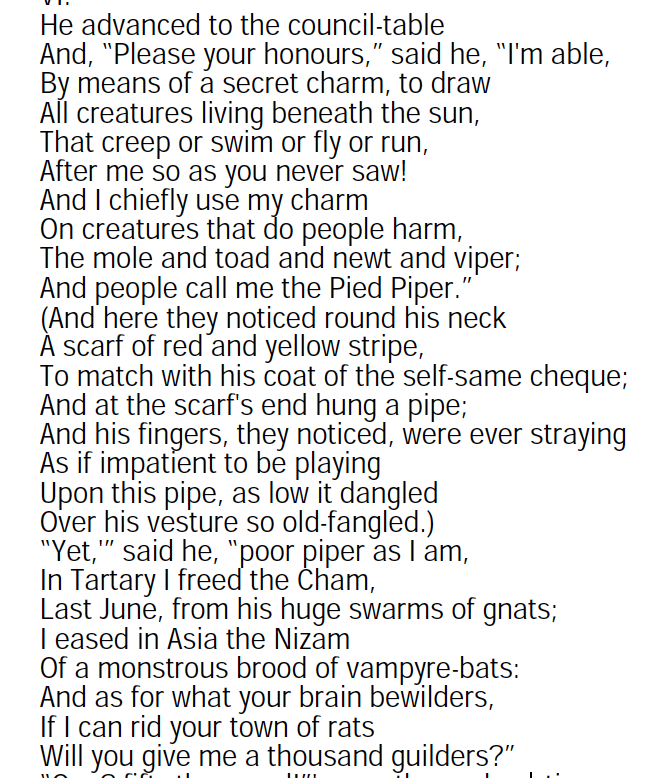 VI.
He advanced to the council-table
And, “Please your honours,” said he, “I'm able,
By means of a secret charm, to draw
All creatures living beneath the sun,
That creep or swim or fly or run,
After me so as you never saw!
And I chiefly use my charm
On creatures that do people harm,
The mole and toad and newt and viper;
And people call me the Pied Piper.”
(And here they noticed round his neck
A scarf of red and yellow stripe,
To match with his coat of the self-same cheque;
And at the scarf's end hung a pipe;
And his fingers, they noticed, were ever straying
As if impatient to be playing
Upon this pipe, as low it dangled
Over his vesture so old-fangled.)
“Yet,'” said he, “poor piper as I am,
In Tartary I freed the Cham,
Last June, from his huge swarms of gnats;
I eased in Asia the Nizam
Of a monstrous brood of vampyre-bats:
And as for what your brain bewilders,
If I can rid your town of rats
Will you give me a thousand guilders?”